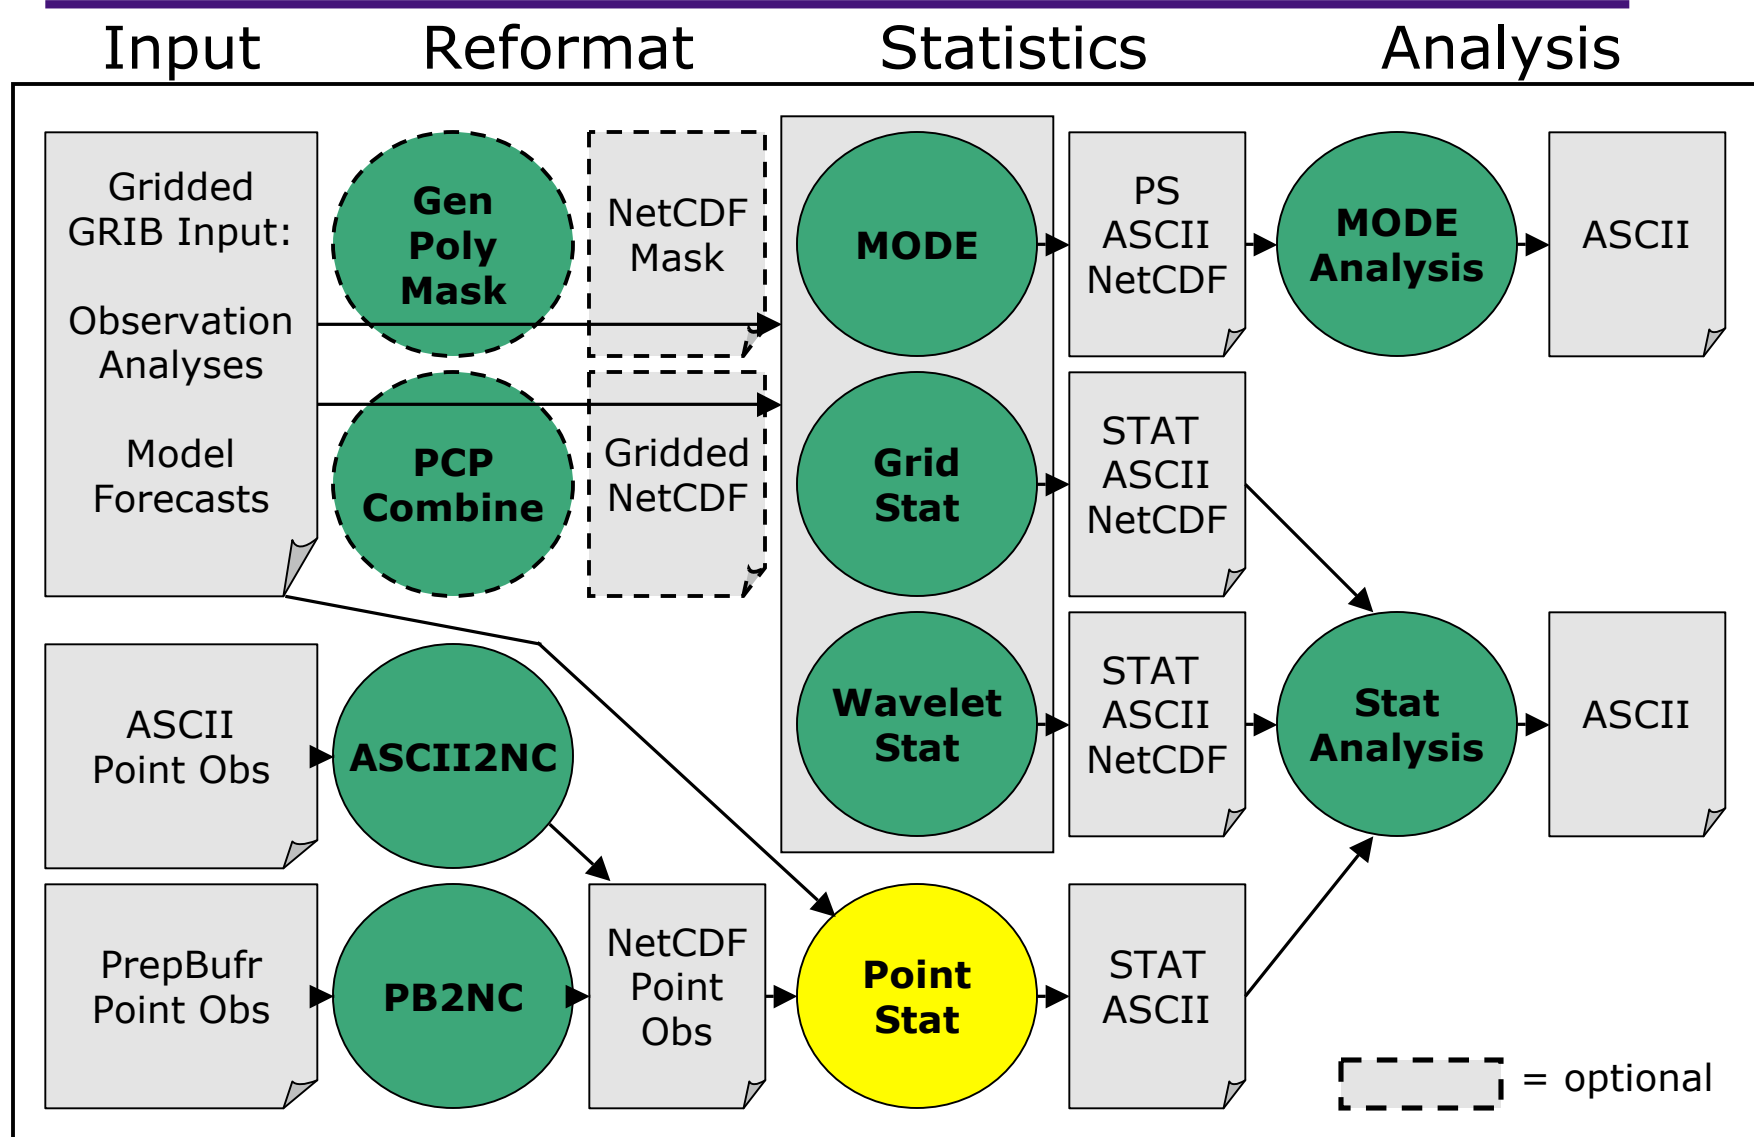 Input
Reformat
Statistics
Analysis
Gridded
GRIB Input:
Observation
Analyses
Model
Forecasts
Gen
Poly
Mask
NetCDF
Mask
MODE
PS
ASCII
NetCDF
MODE
Analysis
ASCII
PCP
Combine
Gridded
NetCDF
Grid
Stat
STAT
ASCII
NetCDF
ASCII
Point Obs
ASCII2NC
Wavelet
Stat
STAT
ASCII
NetCDF
Stat
Analysis
ASCII
PrepBufr
Point Obs
PB2NC
NetCDF
Point
Obs
Point
Stat
STAT
ASCII
= optional